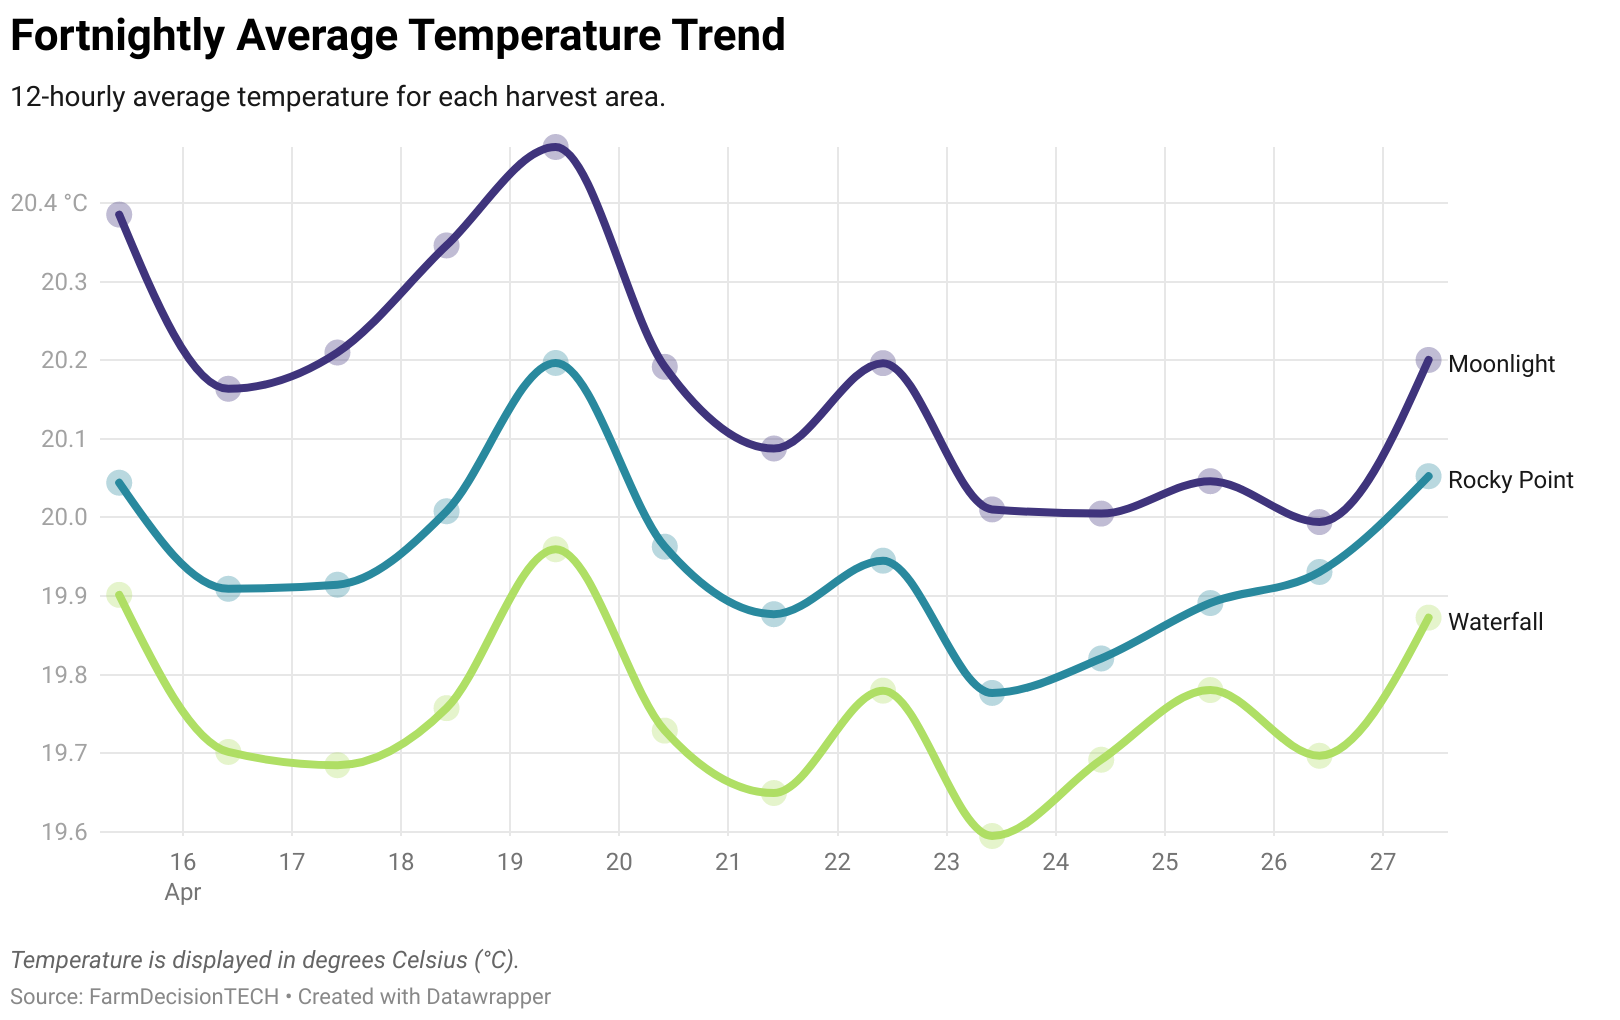 Fortnightly Average Temperature Trend
12-hourly average temperature for each harvest area.
20.4 °C
20.3
20.2
20.1
20.0
19.9
19.8
19.7
19.6
Moonlight
Rocky Point
Waterfall
16 17 18 19 20 21 22 23 24 25 26 27
Apr
Temperature is displayed in degrees Celsius (°C).
Source: FarmDecisionTECH • Created with Datawrapper